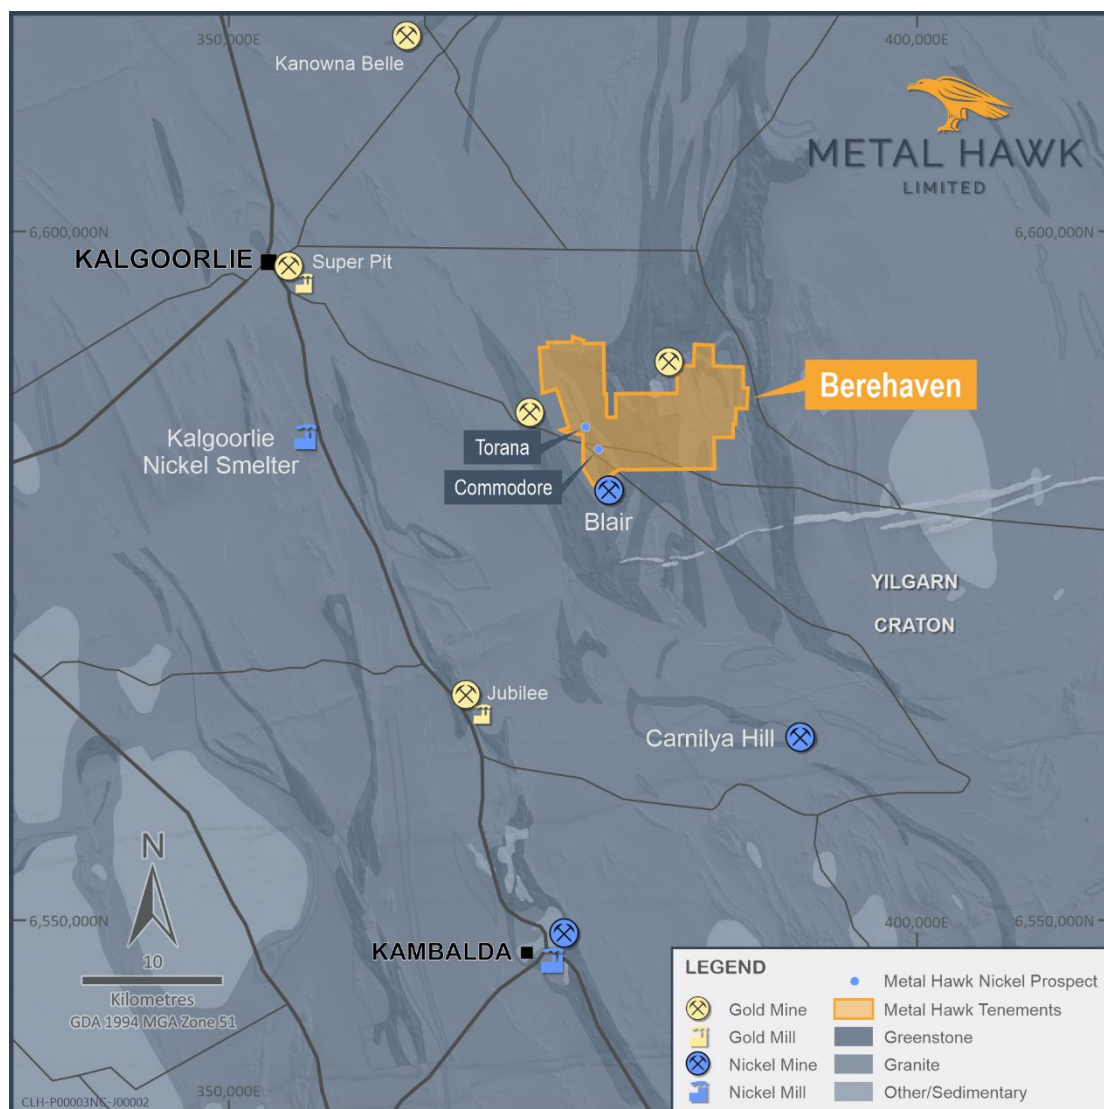 350,000E
400,000E
Kanowna Belle
METAL HAWK
LIMITED
6,600,000N
6,600,000N
KALGOORLIE
Super Pit
Berehaven
Kalgoorlie
Nickel Smelter
Torana
Commodore
Blair
YILGARN
CRATON
Jubilee
Carnilya Hill
N
6,550,000N
400,000E
6,550,000N
KAMBALDA
10
Kilometres
GDA 1994 MGA Zone 51
LEGEND
Gold Mine
Gold Mill
Nickel Mine
Nickel Mill
Metal Hawk Nickel Prospect
Metal Hawk Tenements
Greenstone
Granite
Other/Sedimentary
350,000E
CLH-P00003NC-J00002